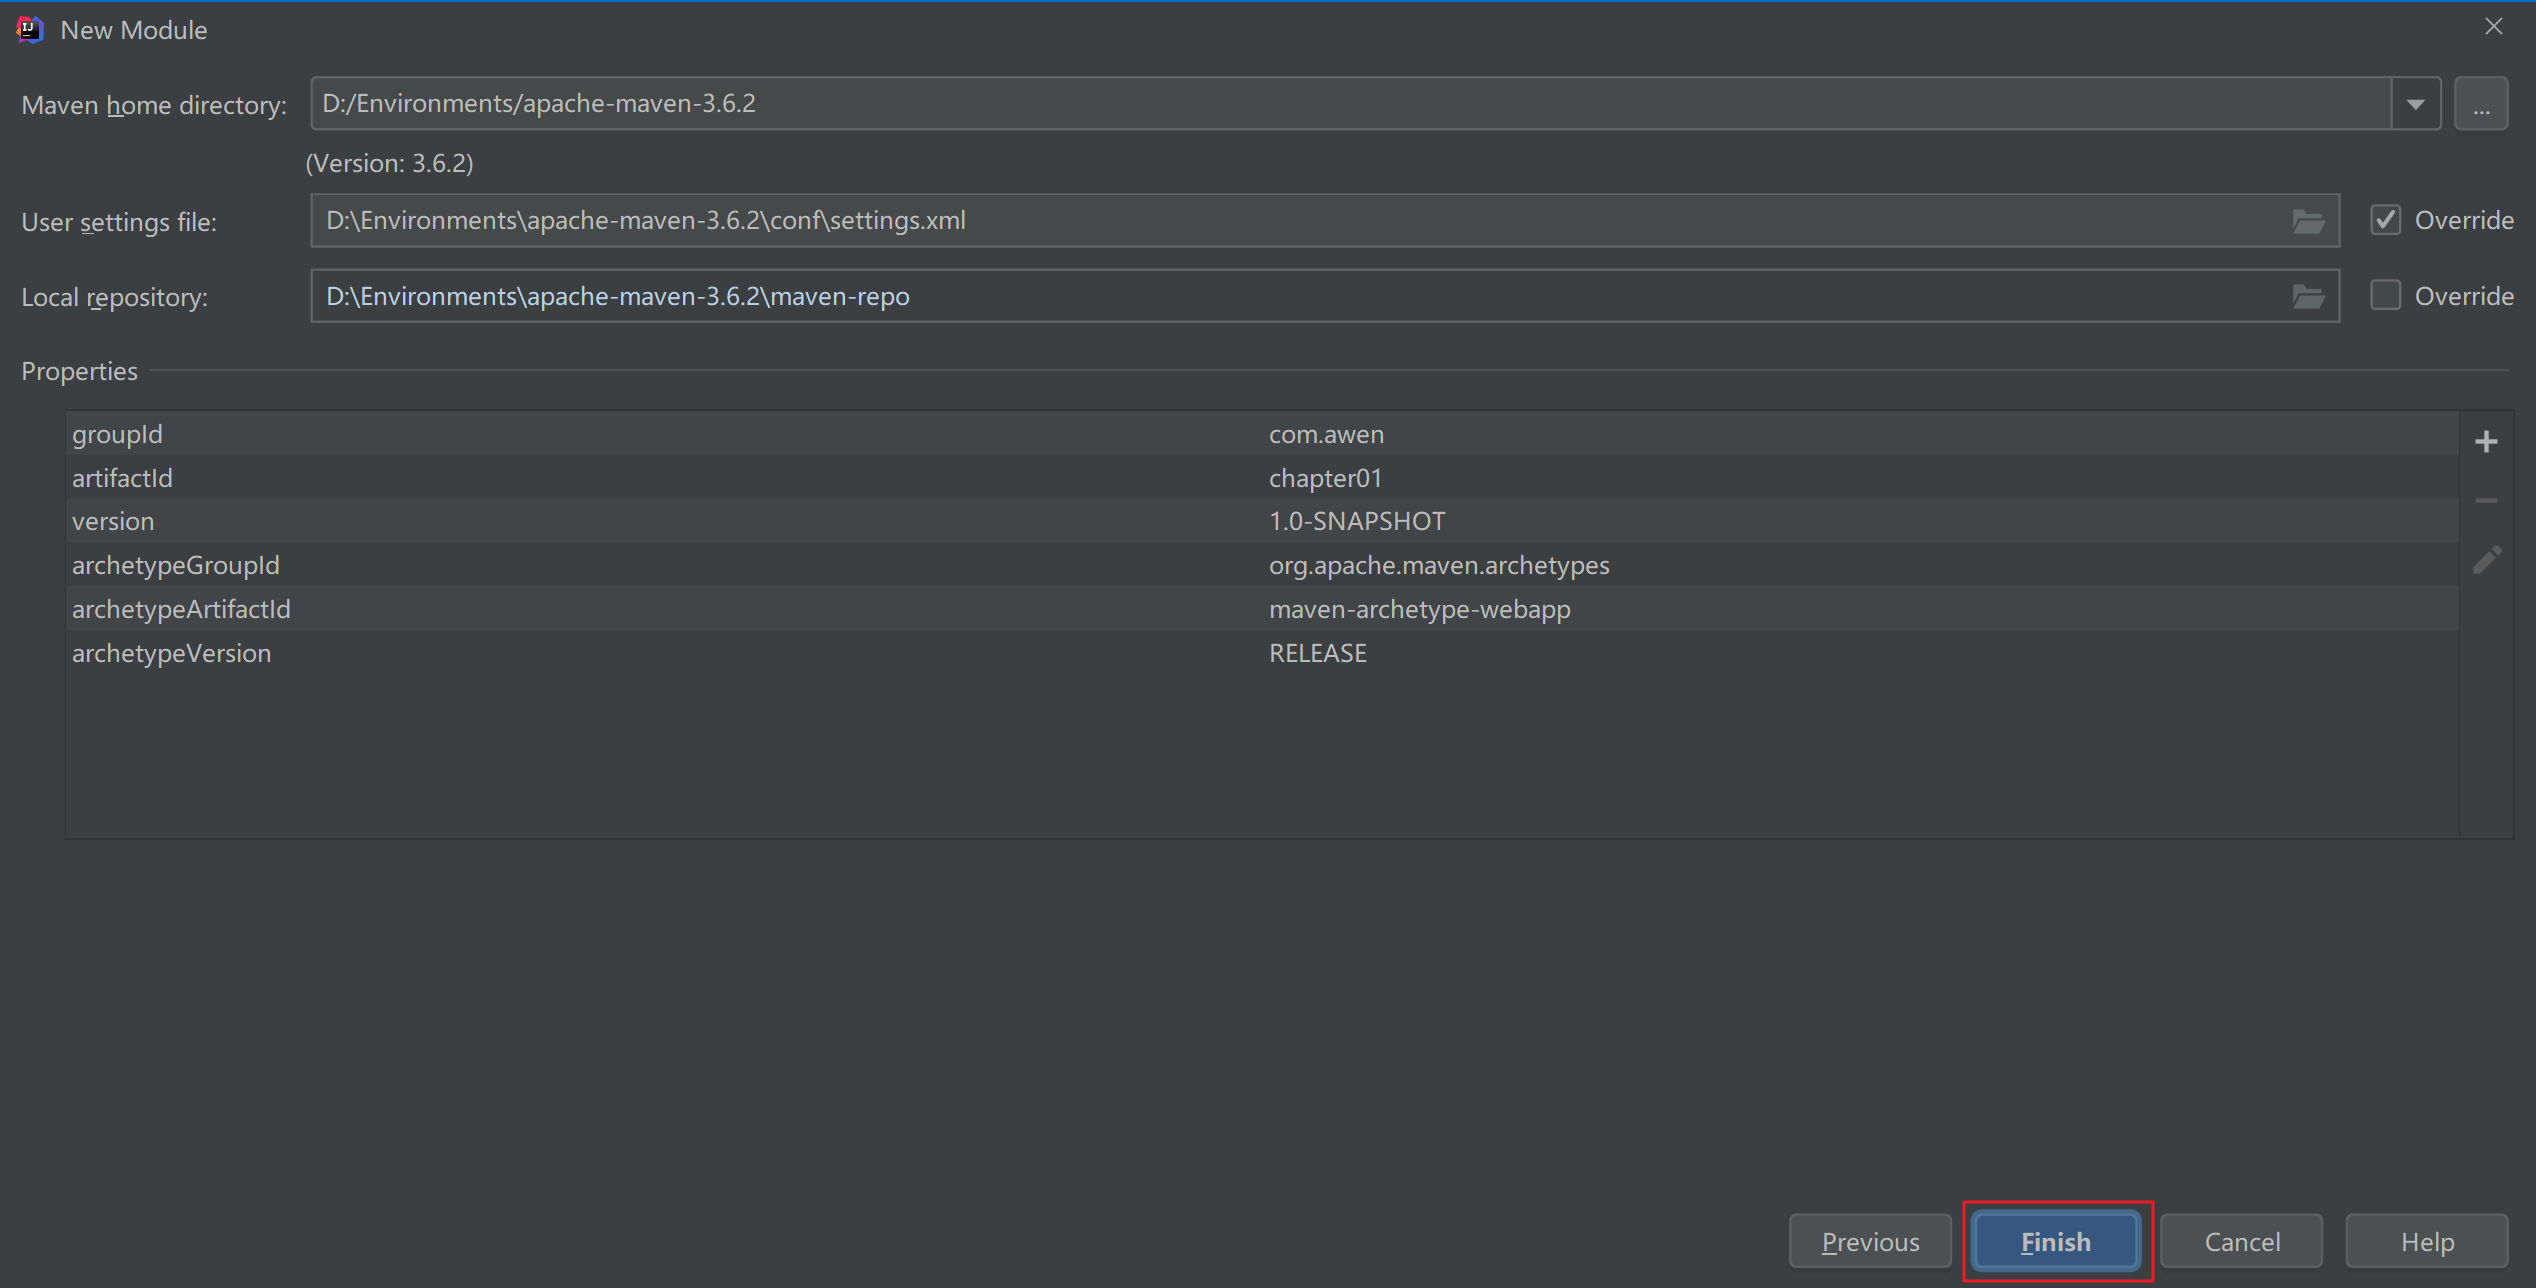 New Module
Maven home directory: D:/Environments/apache-maven-3.6.2 ...
(Version: 3.6.2)
User settings file: D:\Environments\apache-maven-3.6.2\conf\settings.xml Override
Local repository: D:\Environments\apache-maven-3.6.2\maven-repo Override
Properties
groupId com.awen
artifactId chapter01
version 1.0-SNAPSHOT
archetypeGroupId org.apache.maven.archetypes
archetypeArtifactId maven-archetype-webapp
archetypeVersion RELEASE
Previous Finish Cancel Help